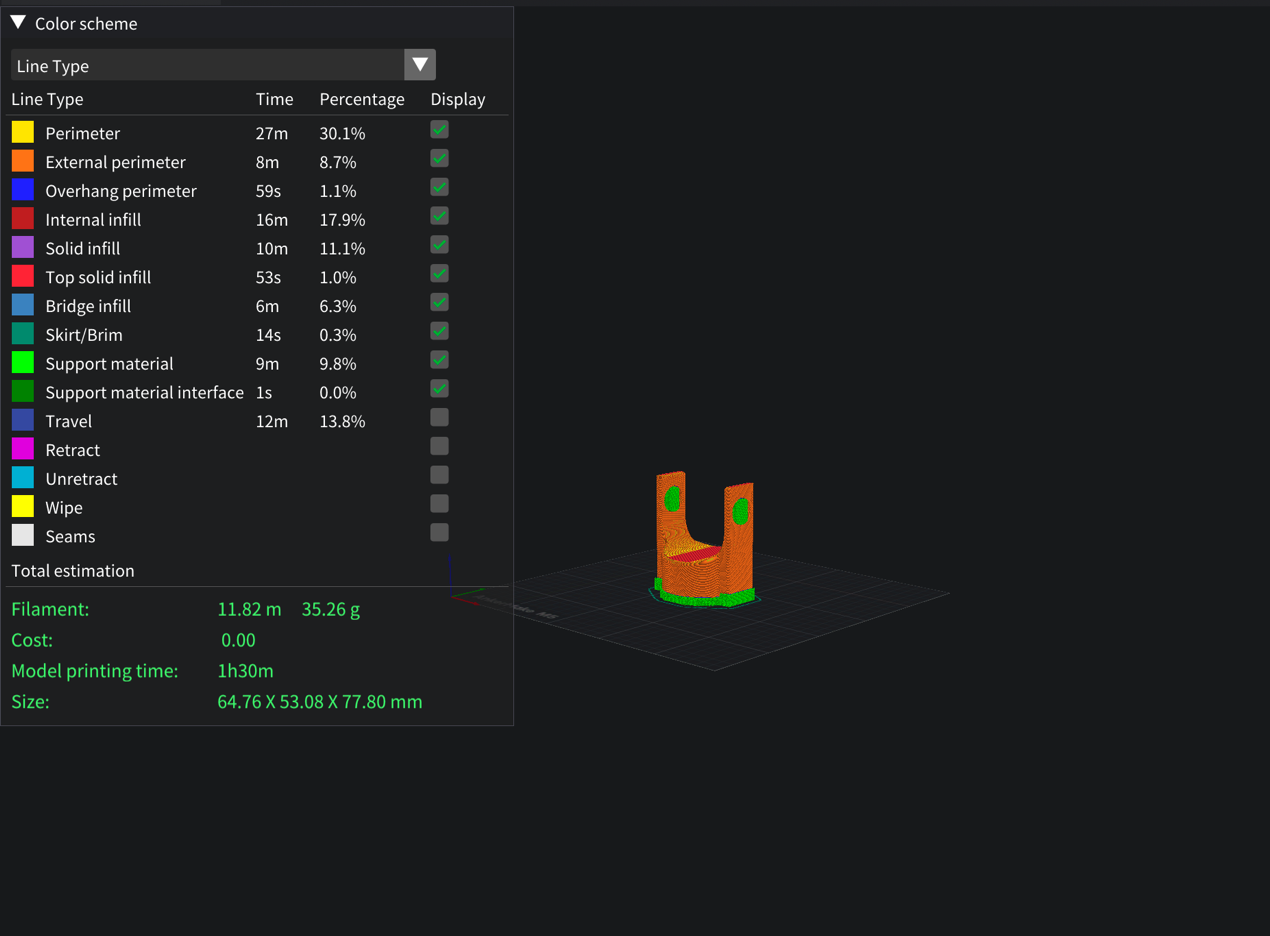 Color scheme
Line Type
Line Type Time Percentage Display
Perimeter 27m 30.1%
External perimeter 8m 8.7%
Overhang perimeter 59s 1.1%
Internal infill 16m 17.9%
Solid infill 10m 11.1%
Top solid infill 53s 1.0%
Bridge infill 6m 6.3%
Skirt/Brim 14s 0.3%
Support material 9m 9.8%
Support material interface 1s 0.0%
Travel 12m 13.8%
Retract
Unretract
Wipe
Seams
Total estimation
Filament: 11.82 m 35.26 g
Cost: 0.00
Model printing time: 1h30m
Size: 64.76 X 53.08 X 77.80 mm